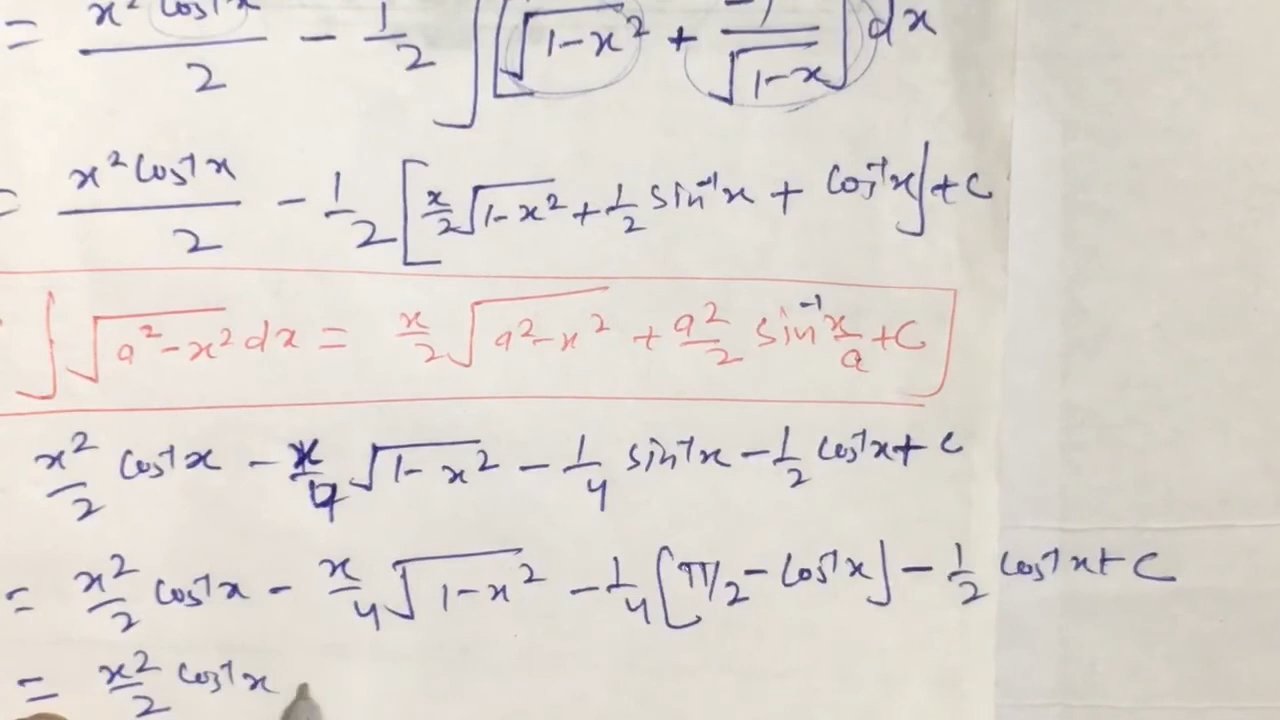 = x² cos⁻¹x / 2 - 1/2 ∫ [√(1-x²) + -1/√(1-x)] dx
= x² cos⁻¹x / 2 - 1/2 [x/2 √(1-x²) + 1/2 sin⁻¹x + cos⁻¹x] + c
∫ √(a²-x²) dx = x/2 √(a²-x²) + a²/2 sin⁻¹ x/a + C
x²/2 cos⁻¹x - x/4 √(1-x²) - 1/4 sin⁻¹x - 1/2 cos⁻¹x + c
= x²/2 cos⁻¹x - x/4 √(1-x²) - 1/4 [π/2 - cos⁻¹x] - 1/2 cos⁻¹x + C
= x²/2 cos⁻¹x